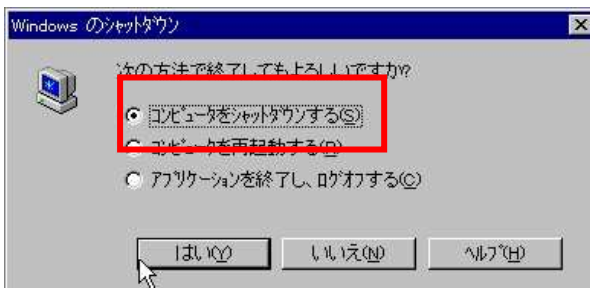 Windows のシャットダウン
次の方法で終了してもよろしいですか?
コンピュータをシャットダウンする(S)
コンピュータを再起動する(R)
アプリケーションを終了し、ログオフする(C)
はい(Y)
いいえ(N)
ヘルプ(H)